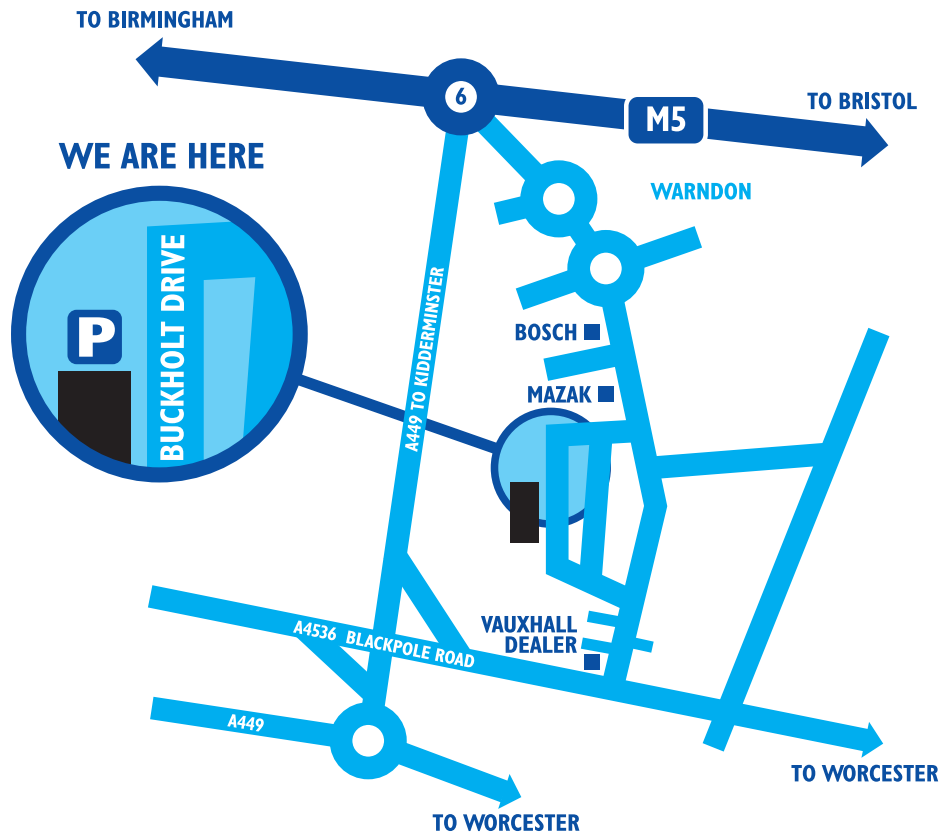 TO BIRMINGHAM
6
M5
TO BRISTOL
WE ARE HERE
WARNDON
BUCKHOLT DRIVE
P
A449 TO KIDDERMINSTER
BOSCH
MAZAK
VAUXHALL
DEALER
A4536 BLACKPOLE ROAD
A449
TO WORCESTER
TO WORCESTER